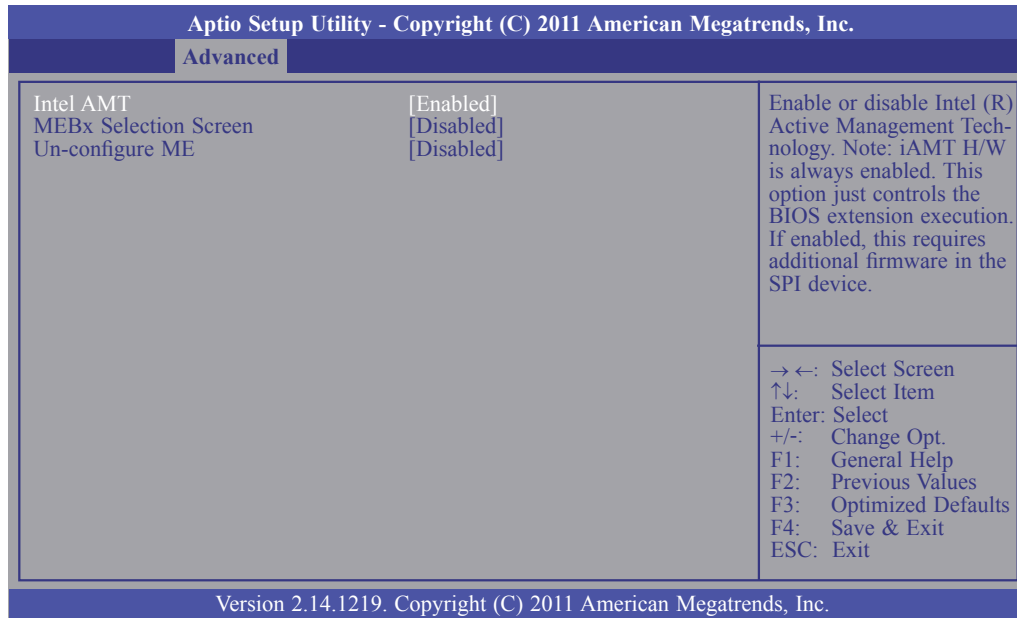 Aptio Setup Utility - Copyright (C) 2011 American Megatrends, Inc.
Advanced
Intel AMT [Enabled]
MEBx Selection Screen [Disabled]
Un-configure ME [Disabled]
Enable or disable Intel (R)
Active Management Tech-
nology. Note: iAMT H/W
is always enabled. This
option just controls the
BIOS extension execution.
If enabled, this requires
additional firmware in the
SPI device.
→ ←: Select Screen
↑↓: Select Item
Enter: Select
+/-: Change Opt.
F1: General Help
F2: Previous Values
F3: Optimized Defaults
F4: Save & Exit
ESC: Exit
Version 2.14.1219. Copyright (C) 2011 American Megatrends, Inc.